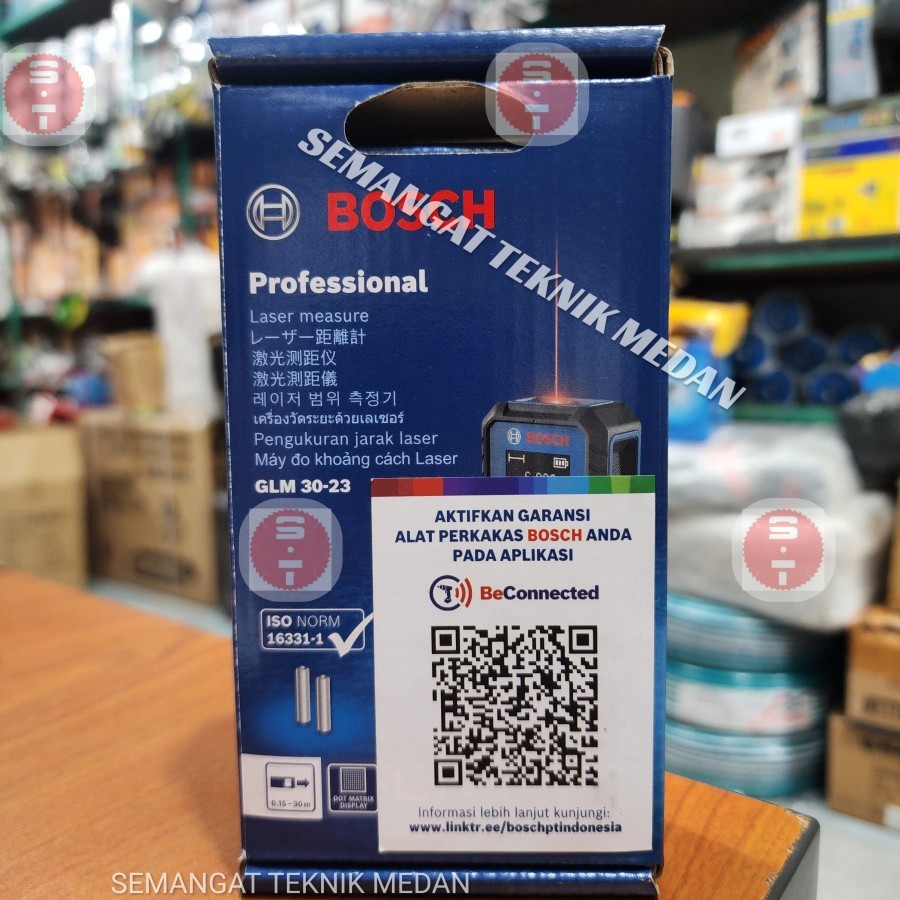 S.T
S.T
SEMANGAT TEKNIK MEDAN
BOSCH
Professional
Laser measure
レーザー距離計
激光测距仪
激光測距儀
레이저 범위 측정기
เครื่องวัดระยะด้วยเลเซอร์
Pengukuran jarak laser
Máy đo khoảng cách Laser
GLM 30-23
BOSCH
AKTIFKAN GARANSI
ALAT PERKAKAS BOSCH ANDA
PADA APLIKASI
BeConnected
S.T
S.T
ISO NORM
16331-1
0.15 – 30 m
DOT MATRIX
DISPLAY
Informasi lebih lanjut kunjungi:
www.linktr.ee/boschptindonesia
SEMANGAT TEKNIK MEDAN